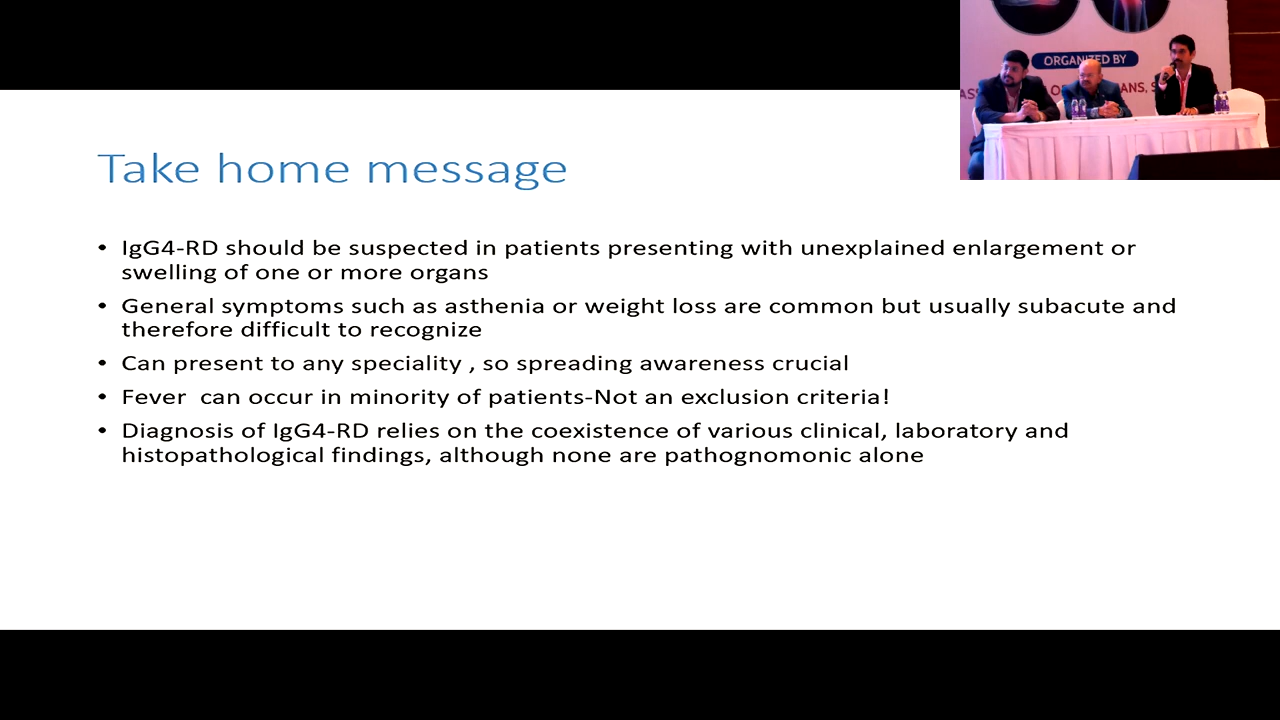 ORGANIZED BY
Take home message
• IgG4-RD should be suspected in patients presenting with unexplained enlargement or
swelling of one or more organs
• General symptoms such as asthenia or weight loss are common but usually subacute and
therefore difficult to recognize
• Can present to any speciality , so spreading awareness crucial
• Fever  can occur in minority of patients-Not an exclusion criteria!
• Diagnosis of IgG4-RD relies on the coexistence of various clinical, laboratory and
histopathological findings, although none are pathognomonic alone